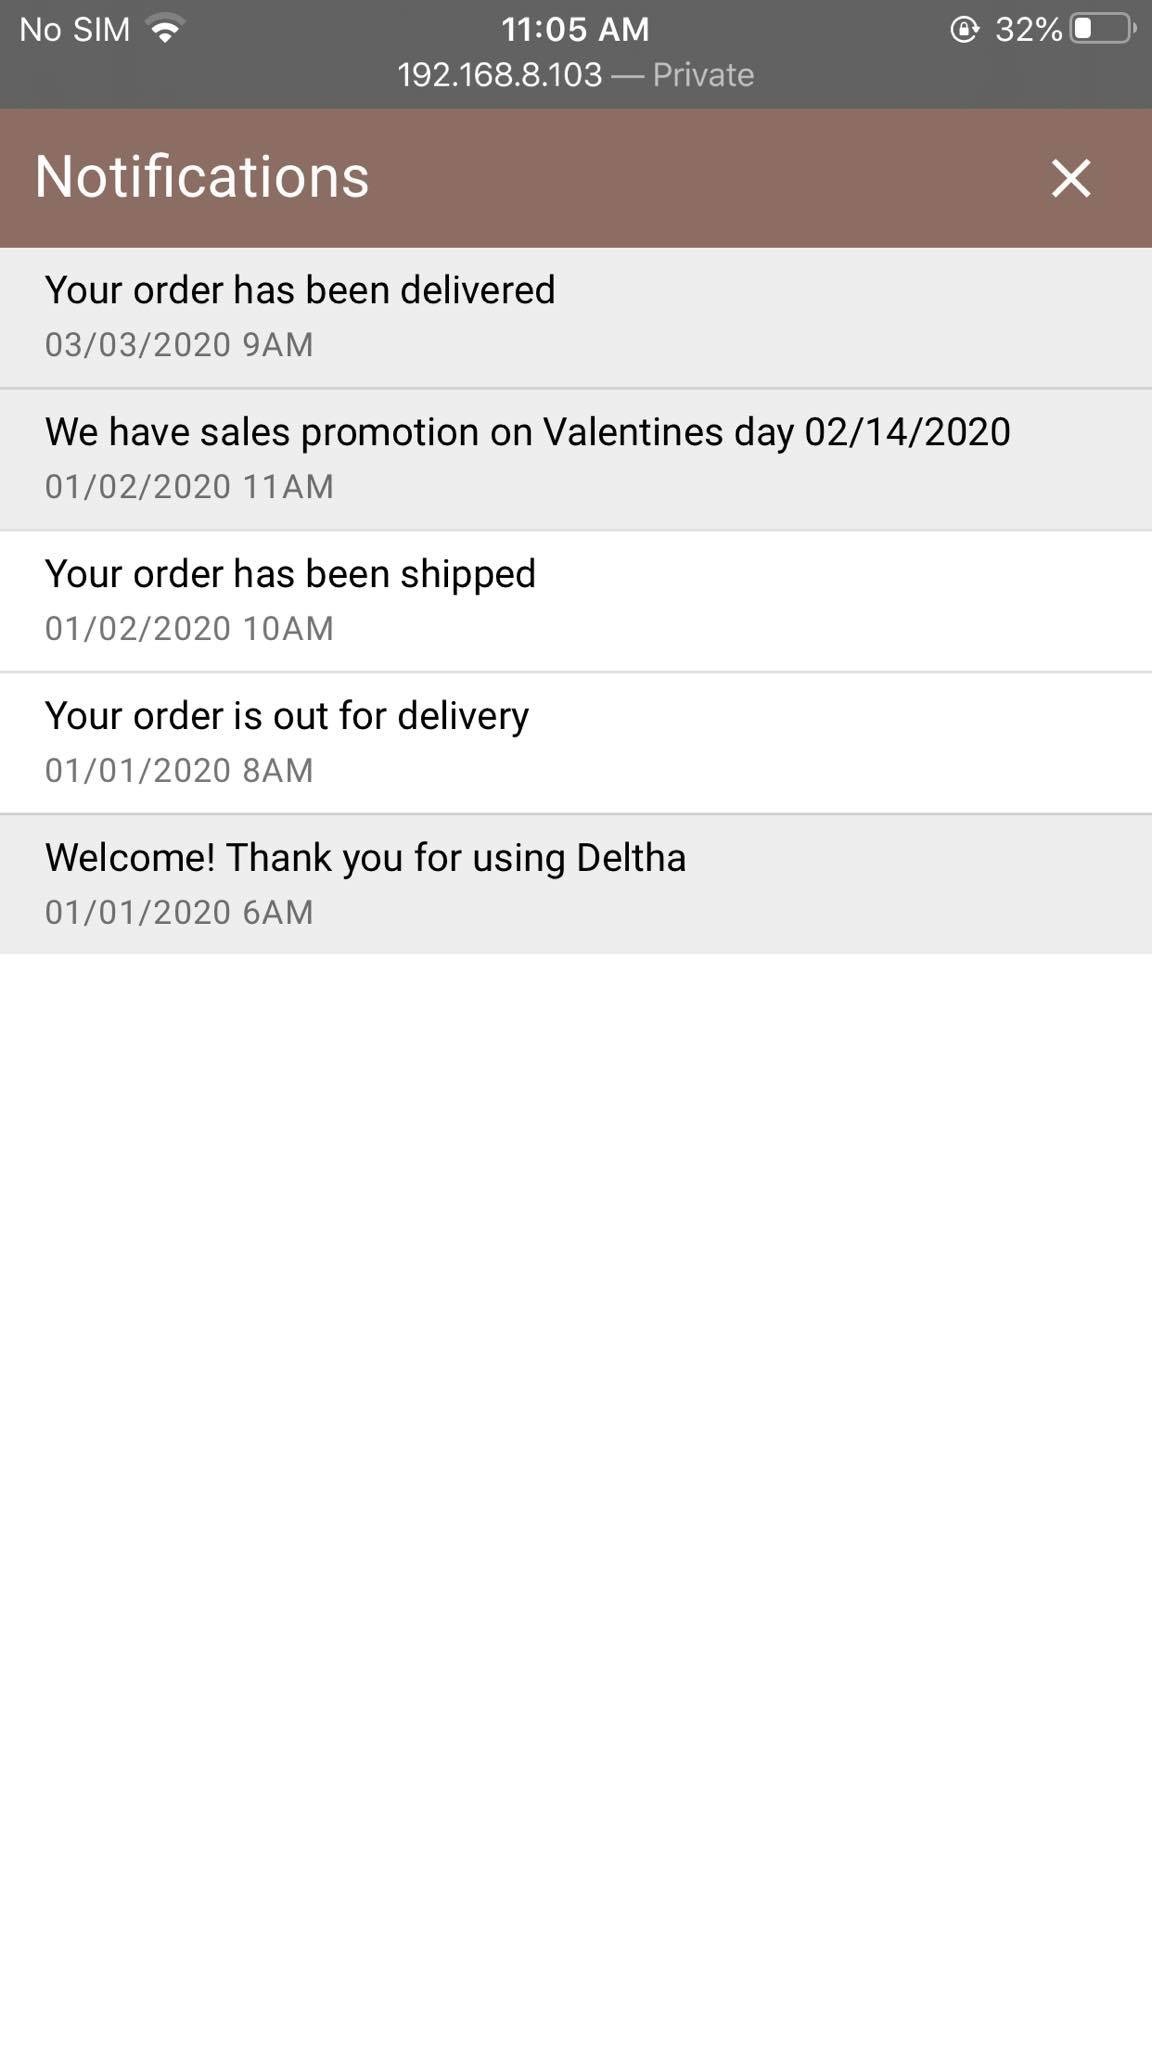 No SIM 11:05 AM 32%
192.168.8.103 — Private
Notifications
Your order has been delivered
03/03/2020 9AM
We have sales promotion on Valentines day 02/14/2020
01/02/2020 11AM
Your order has been shipped
01/02/2020 10AM
Your order is out for delivery
01/01/2020 8AM
Welcome! Thank you for using Deltha
01/01/2020 6AM